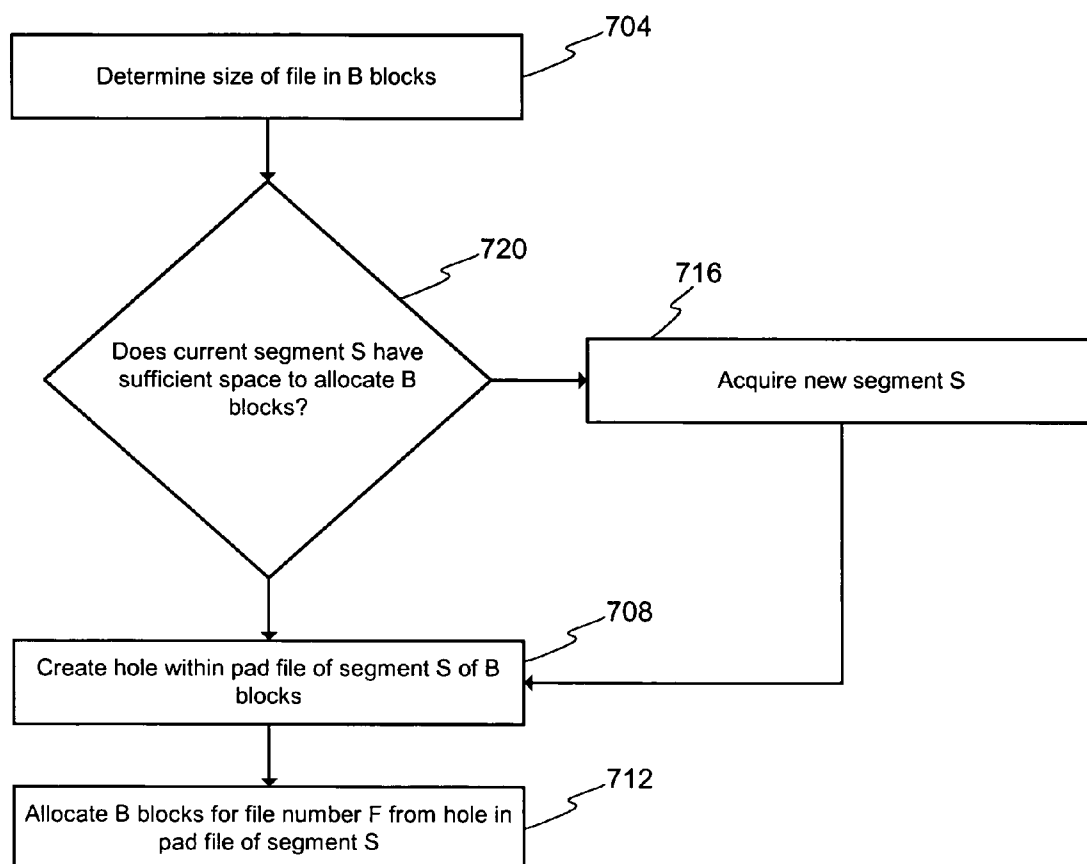 704
Determine size of file in B blocks
720
Does current segment S have
sufficient space to allocate B
blocks?
716
Acquire new segment S
708
Create hole within pad file of segment S of B
blocks
712
Allocate B blocks for file number F from hole in
pad file of segment S